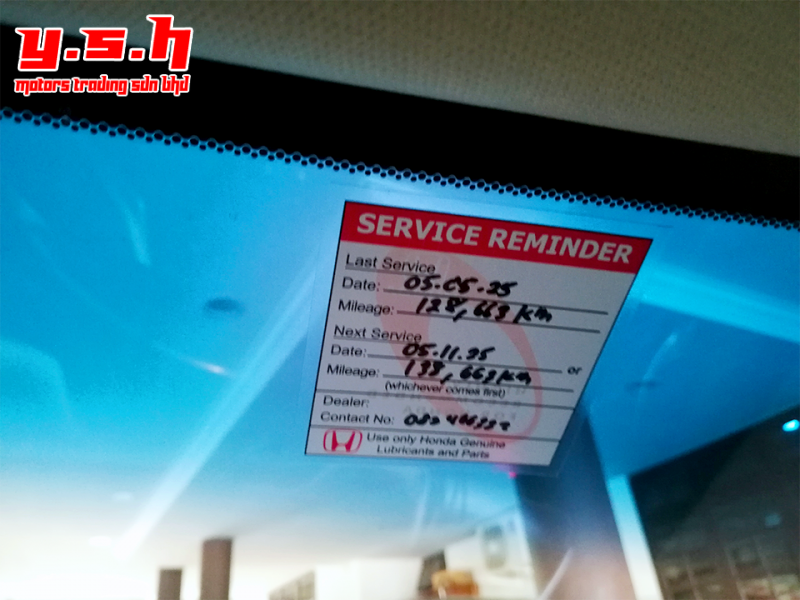 y.s.h
motors trading sdn bhd
SERVICE REMINDER
Last Service
Date: 05.05.25
Mileage: 128,663 km
Next Service
Date: 05.11.25 or
Mileage: 133,663 km
(whichever comes first)
Dealer:
Contact No:
Use only Honda Genuine
Lubricants and Parts